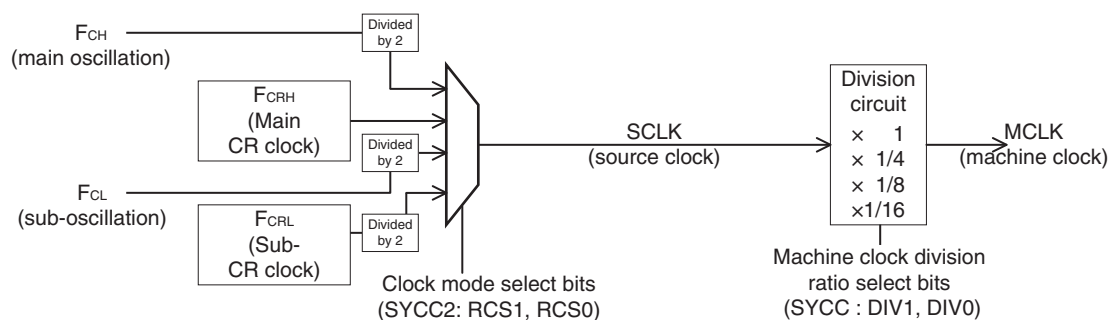 FCH
(main oscillation)
Divided
by 2
FCRH
(Main
CR clock)
Divided
by 2
FCL
(sub-oscillation)
FCRL
(Sub-
CR clock)
Divided
by 2
Clock mode select bits
(SYCC2: RCS1, RCS0)
SCLK
(source clock)
Division
circuit
× 1
× 1/4
× 1/8
×1/16
MCLK
(machine clock)
Machine clock division
ratio select bits
(SYCC : DIV1, DIV0)